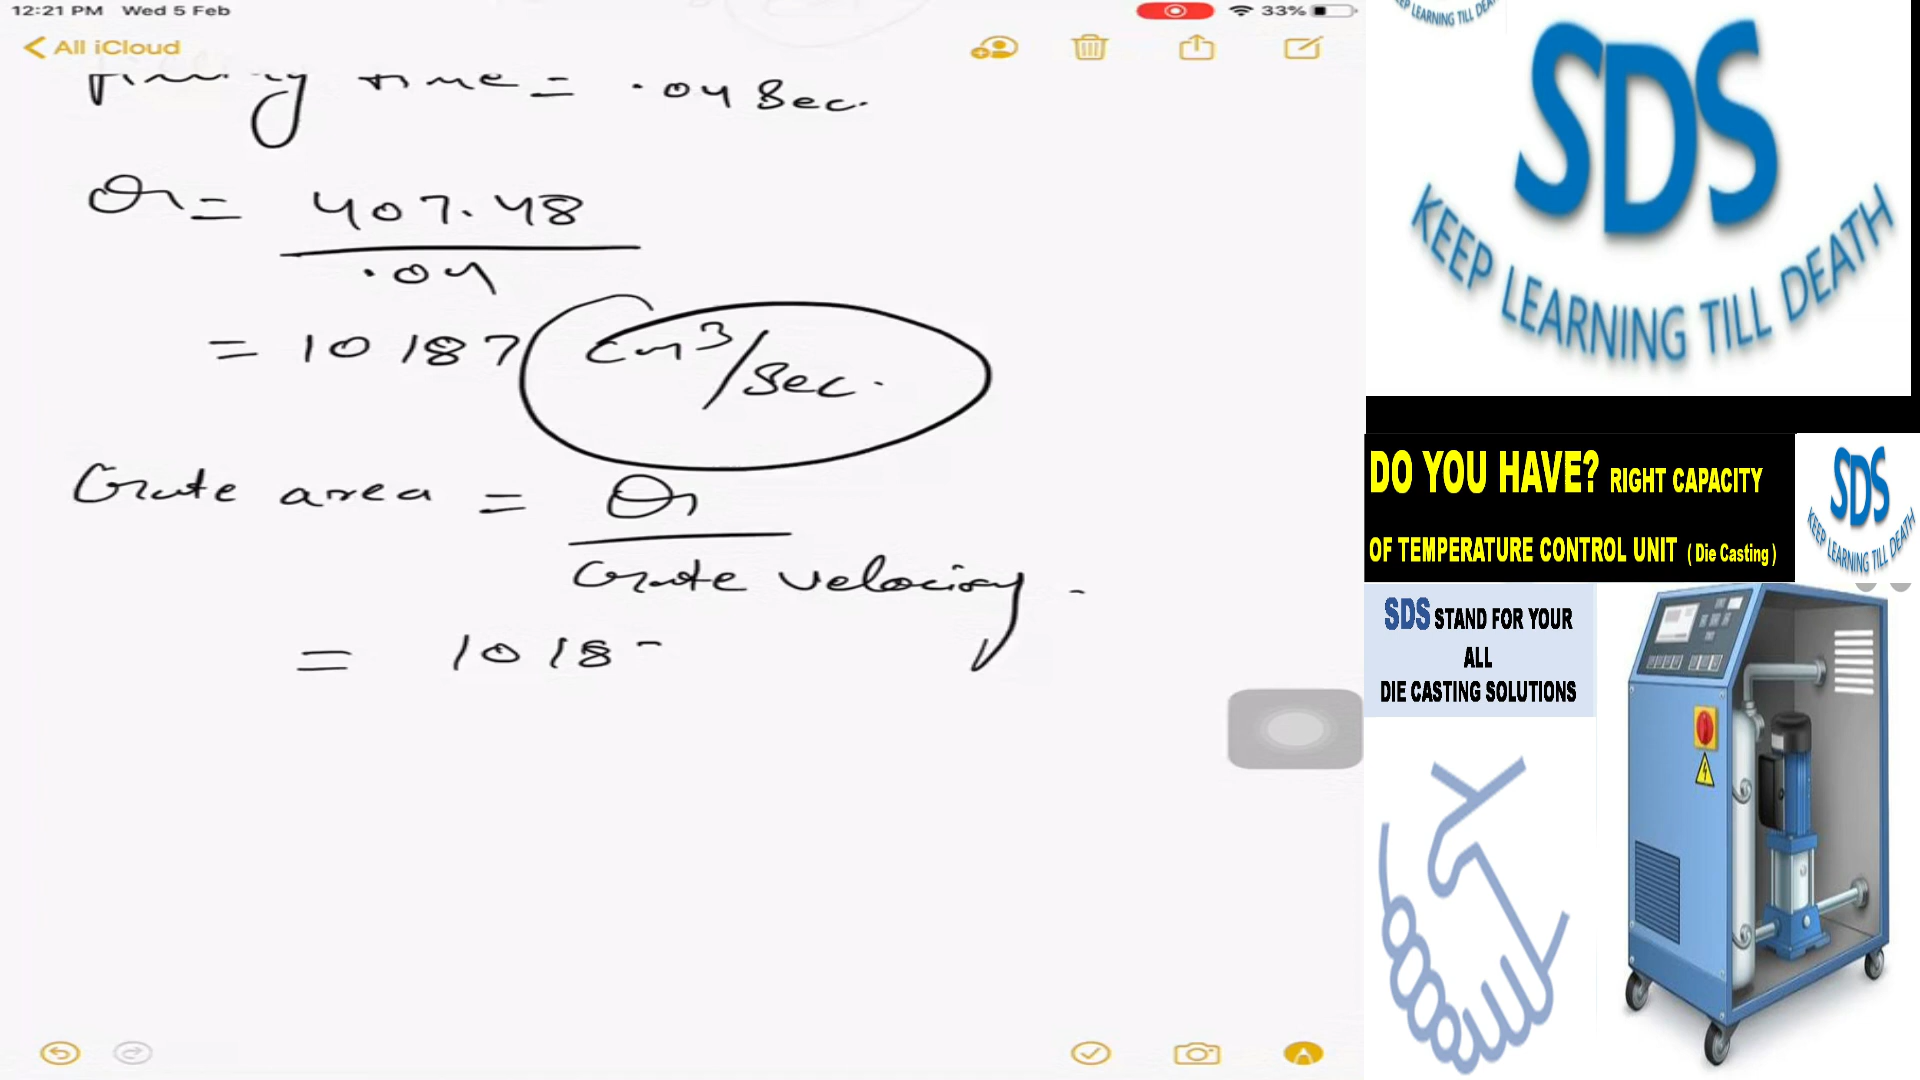 12:21 PM Wed 5 Feb
33%
All iCloud
time = .04 Sec.
Qr = 407.48
.04
= 10187 cm³/Sec.
Gate area = Qr
Gate velocity.
= 1018
SDS
KEEP LEARNING TILL DEATH
DO YOU HAVE? RIGHT CAPACITY
OF TEMPERATURE CONTROL UNIT ( Die Casting )
SDS
KEEP LEARNING TILL DEATH
SDS STAND FOR YOUR
ALL
DIE CASTING SOLUTIONS